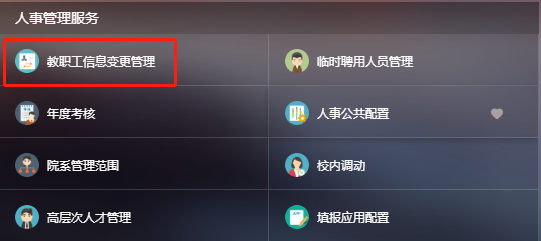 人事管理服务
教职工信息变更管理
临时聘用人员管理
年度考核
人事公共配置
院系管理范围
校内调动
高层次人才管理
填报应用配置